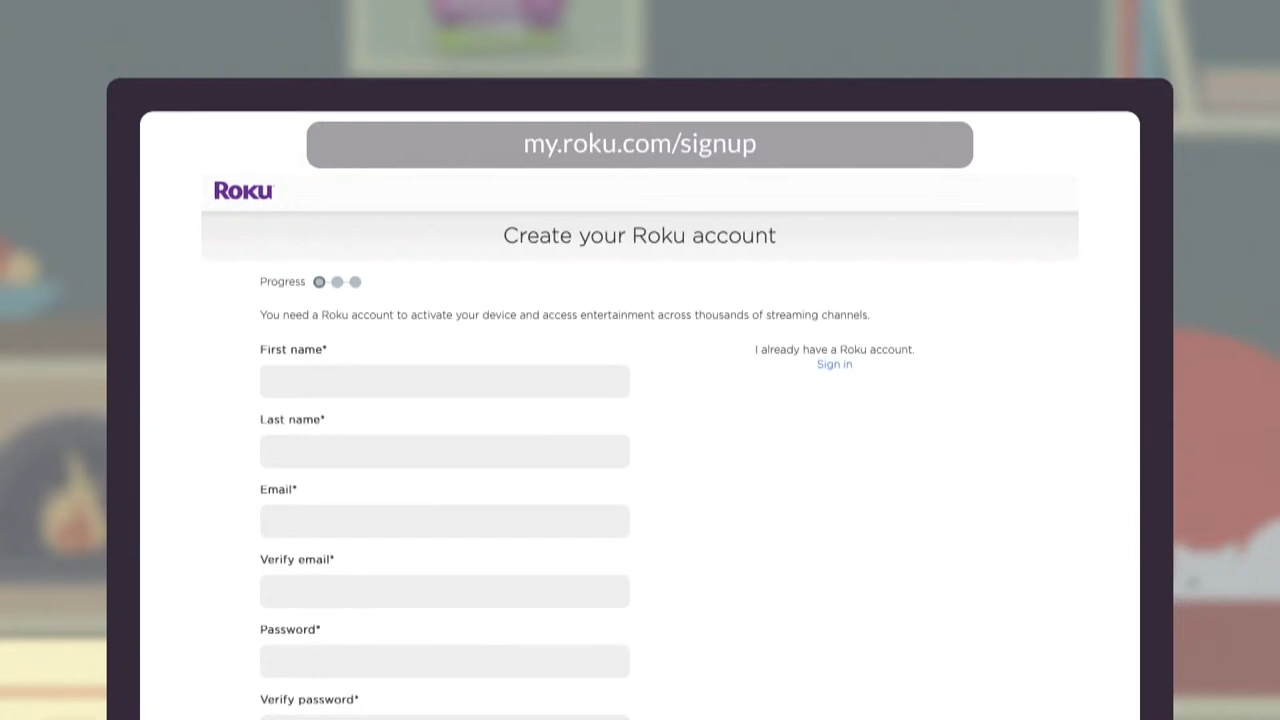 my.roku.com/signup
Roku
Create your Roku account
Progress
You need a Roku account to activate your device and access entertainment across thousands of streaming channels.
First name*
I already have a Roku account.
Sign in
Last name*
Email*
Verify email*
Password*
Verify password*